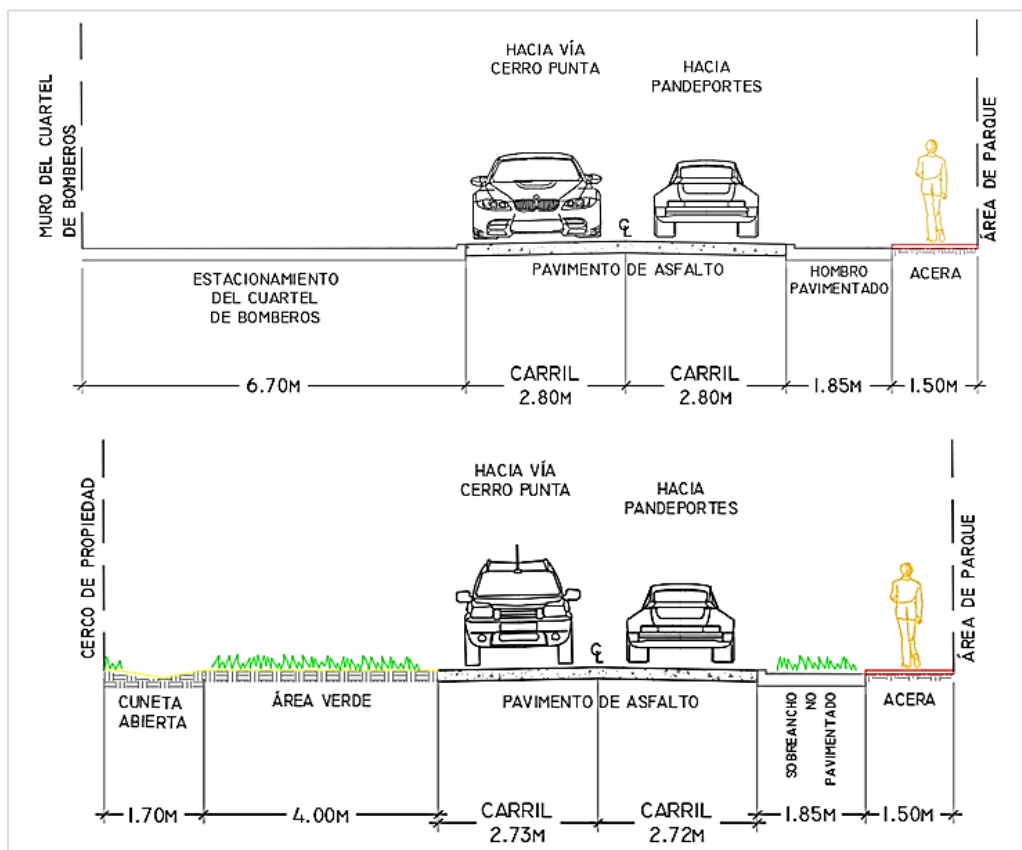 HACIA VÍA
CERRO PUNTA
HACIA
PANDEPORTES
MURO DEL CUARTEL
DE BOMBEROS
ÁREA DE PARQUE
℄
ESTACIONAMIENTO
DEL CUARTEL
DE BOMBEROS
PAVIMENTO DE ASFALTO
HOMBRO
PAVIMENTADO
ACERA
6.70M
CARRIL
2.80M
CARRIL
2.80M
1.85M
1.50M
HACIA VÍA
CERRO PUNTA
HACIA
PANDEPORTES
CERCO DE PROPIEDAD
ÁREA DE PARQUE
℄
CUNETA
ABIERTA
ÁREA VERDE
PAVIMENTO DE ASFALTO
SOBREANCHO
NO
PAVIMENTADO
ACERA
1.70M
4.00M
CARRIL
2.73M
CARRIL
2.72M
1.85M
1.50M